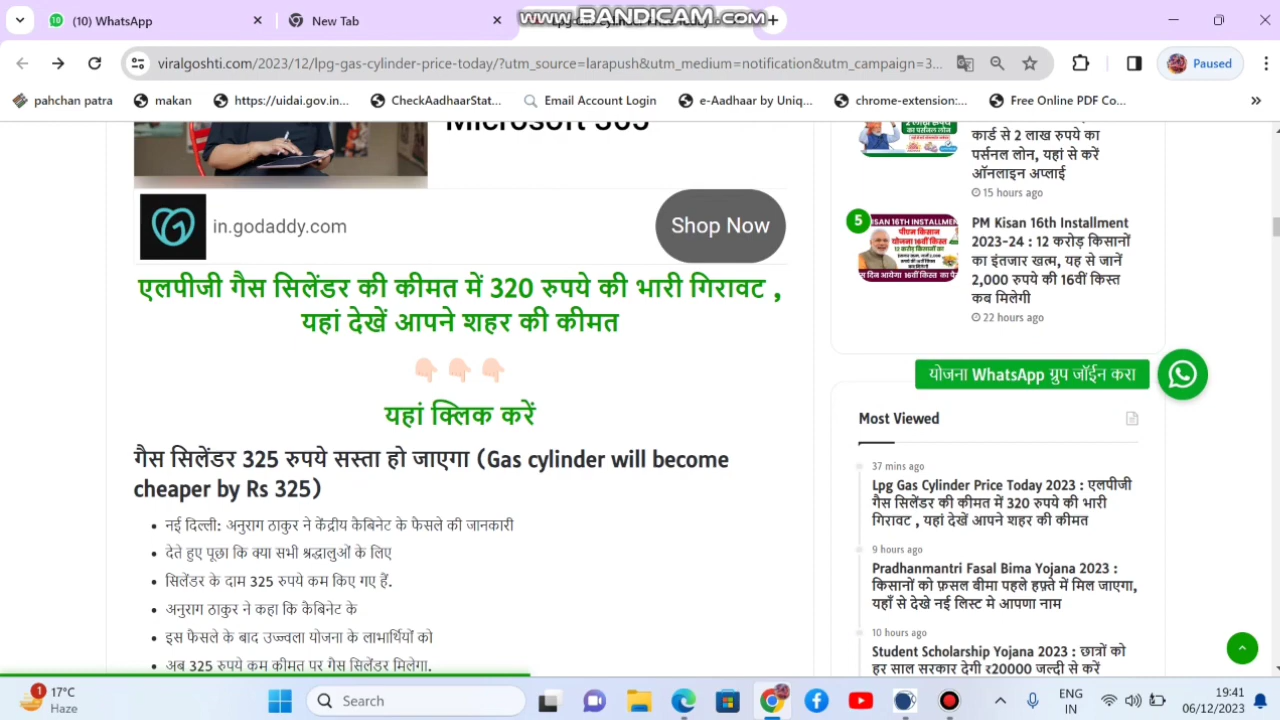 (10) WhatsApp
New Tab
www.BANDICAM.com
viralgoshti.com/2023/12/lpg-gas-cylinder-price-today/?utm_source=larapush&utm_medium=notification&utm_campaign=3...
Paused
pahchan patra
makan
https://uidai.gov.in...
CheckAadhaarStat...
Email Account Login
e-Aadhaar by Uniq...
chrome-extension:...
Free Online PDF Co...
Microsoft 365
in.godaddy.com
Shop Now
एलपीजी गैस सिलेंडर की कीमत में 320 रुपये की भारी गिरावट ,
यहां देखें आपने शहर की कीमत
यहां क्लिक करें
गैस सिलेंडर 325 रुपये सस्ता हो जाएगा (Gas cylinder will become
cheaper by Rs 325)
नई दिल्ली: अनुराग ठाकुर ने केंद्रीय कैबिनेट के फैसले की जानकारी
देते हुए पूछा कि क्या सभी श्रद्धालुओं के लिए
सिलेंडर के दाम 325 रुपये कम किए गए हैं.
अनुराग ठाकुर ने कहा कि कैबिनेट के
इस फैसले के बाद उज्ज्वला योजना के लाभार्थियों को
अब 325 रुपये कम कीमत पर गैस सिलेंडर मिलेगा.
कार्ड से 2 लाख रुपये का
पर्सनल लोन, यहां से करें
ऑनलाइन अप्लाई
15 hours ago
5
PM Kisan 16th Installment
2023-24 : 12 करोड़ किसानों
का इंतजार खत्म, यह से जानें
2,000 रुपये की 16वीं किस्त
कब मिलेगी
22 hours ago
योजना WhatsApp ग्रुप जॉईन करा
Most Viewed
37 mins ago
Lpg Gas Cylinder Price Today 2023 : एलपीजी
गैस सिलेंडर की कीमत में 320 रुपये की भारी
गिरावट , यहां देखें आपने शहर की कीमत
9 hours ago
Pradhanmantri Fasal Bima Yojana 2023 :
किसानों को फ़सल बीमा पहले हफ़्ते में मिल जाएगा,
यहाँ से देखे नई लिस्ट मे आपणा नाम
10 hours ago
Student Scholarship Yojana 2023 : छात्रों को
हर साल सरकार देगी ₹20000 जल्दी से करें
1
17°C
Haze
Search
ENG
IN
19:41
06/12/2023